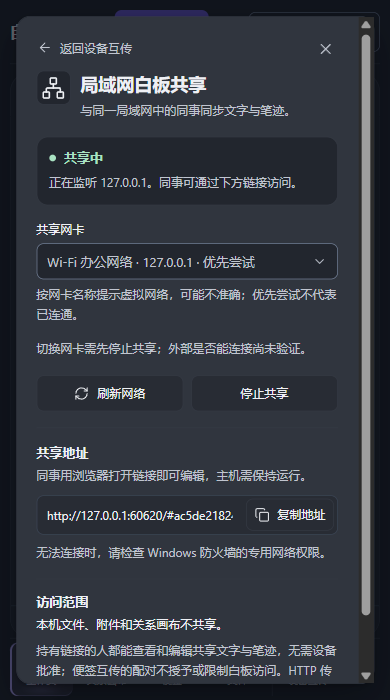 返回设备互传
局域网白板共享
与同一局域网中的同事同步文字与笔迹。
共享中
正在监听 127.0.0.1。同事可通过下方链接访问。
共享网卡
Wi-Fi 办公网络 · 127.0.0.1 · 优先尝试
按网卡名称提示虚拟网络，可能不准确；优先尝试不代表
已连通。
切换网卡需先停止共享；外部是否能连接尚未验证。
刷新网络
停止共享
共享地址
同事用浏览器打开链接即可编辑，主机需保持运行。
http://127.0.0.1:60620/#ac5de2182
复制地址
无法连接时，请检查 Windows 防火墙的专用网络权限。
访问范围
本机文件、附件和关系画布不共享。
持有链接的人都能查看和编辑共享文字与笔迹，无需设备
批准；便签互传的配对不授予或限制白板访问。HTTP 传